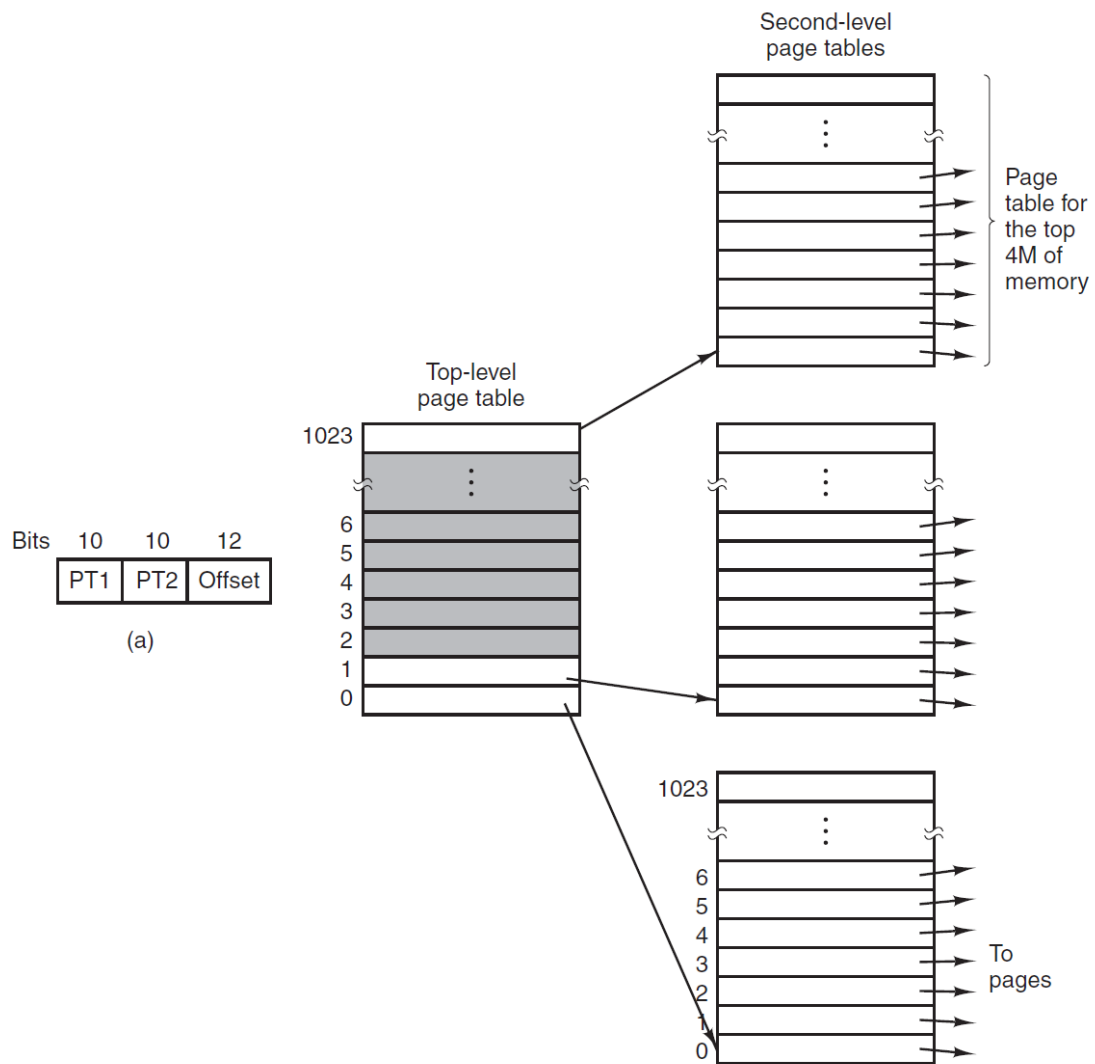 Second-level
page tables
Page
table for
the top
4M of
memory
Top-level
page table
1023
6
5
4
3
2
1
0
Bits 10 10 12
PT1 PT2 Offset
(a)
1023
6
5
4
3
2
1
0
To
pages